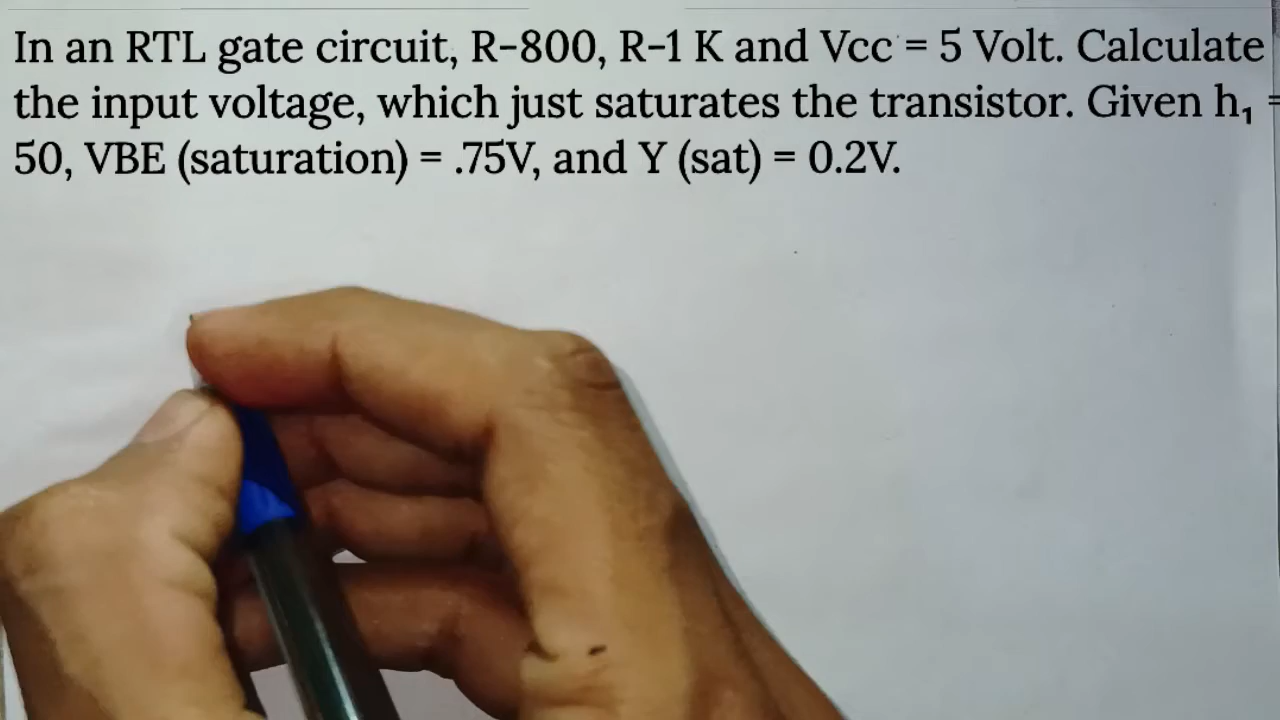 In an RTL gate circuit, R-800, R-1 K and Vcc = 5 Volt. Calculate
the input voltage, which just saturates the transistor. Given h₁ =
50, VBE (saturation) = .75V, and Y (sat) = 0.2V.